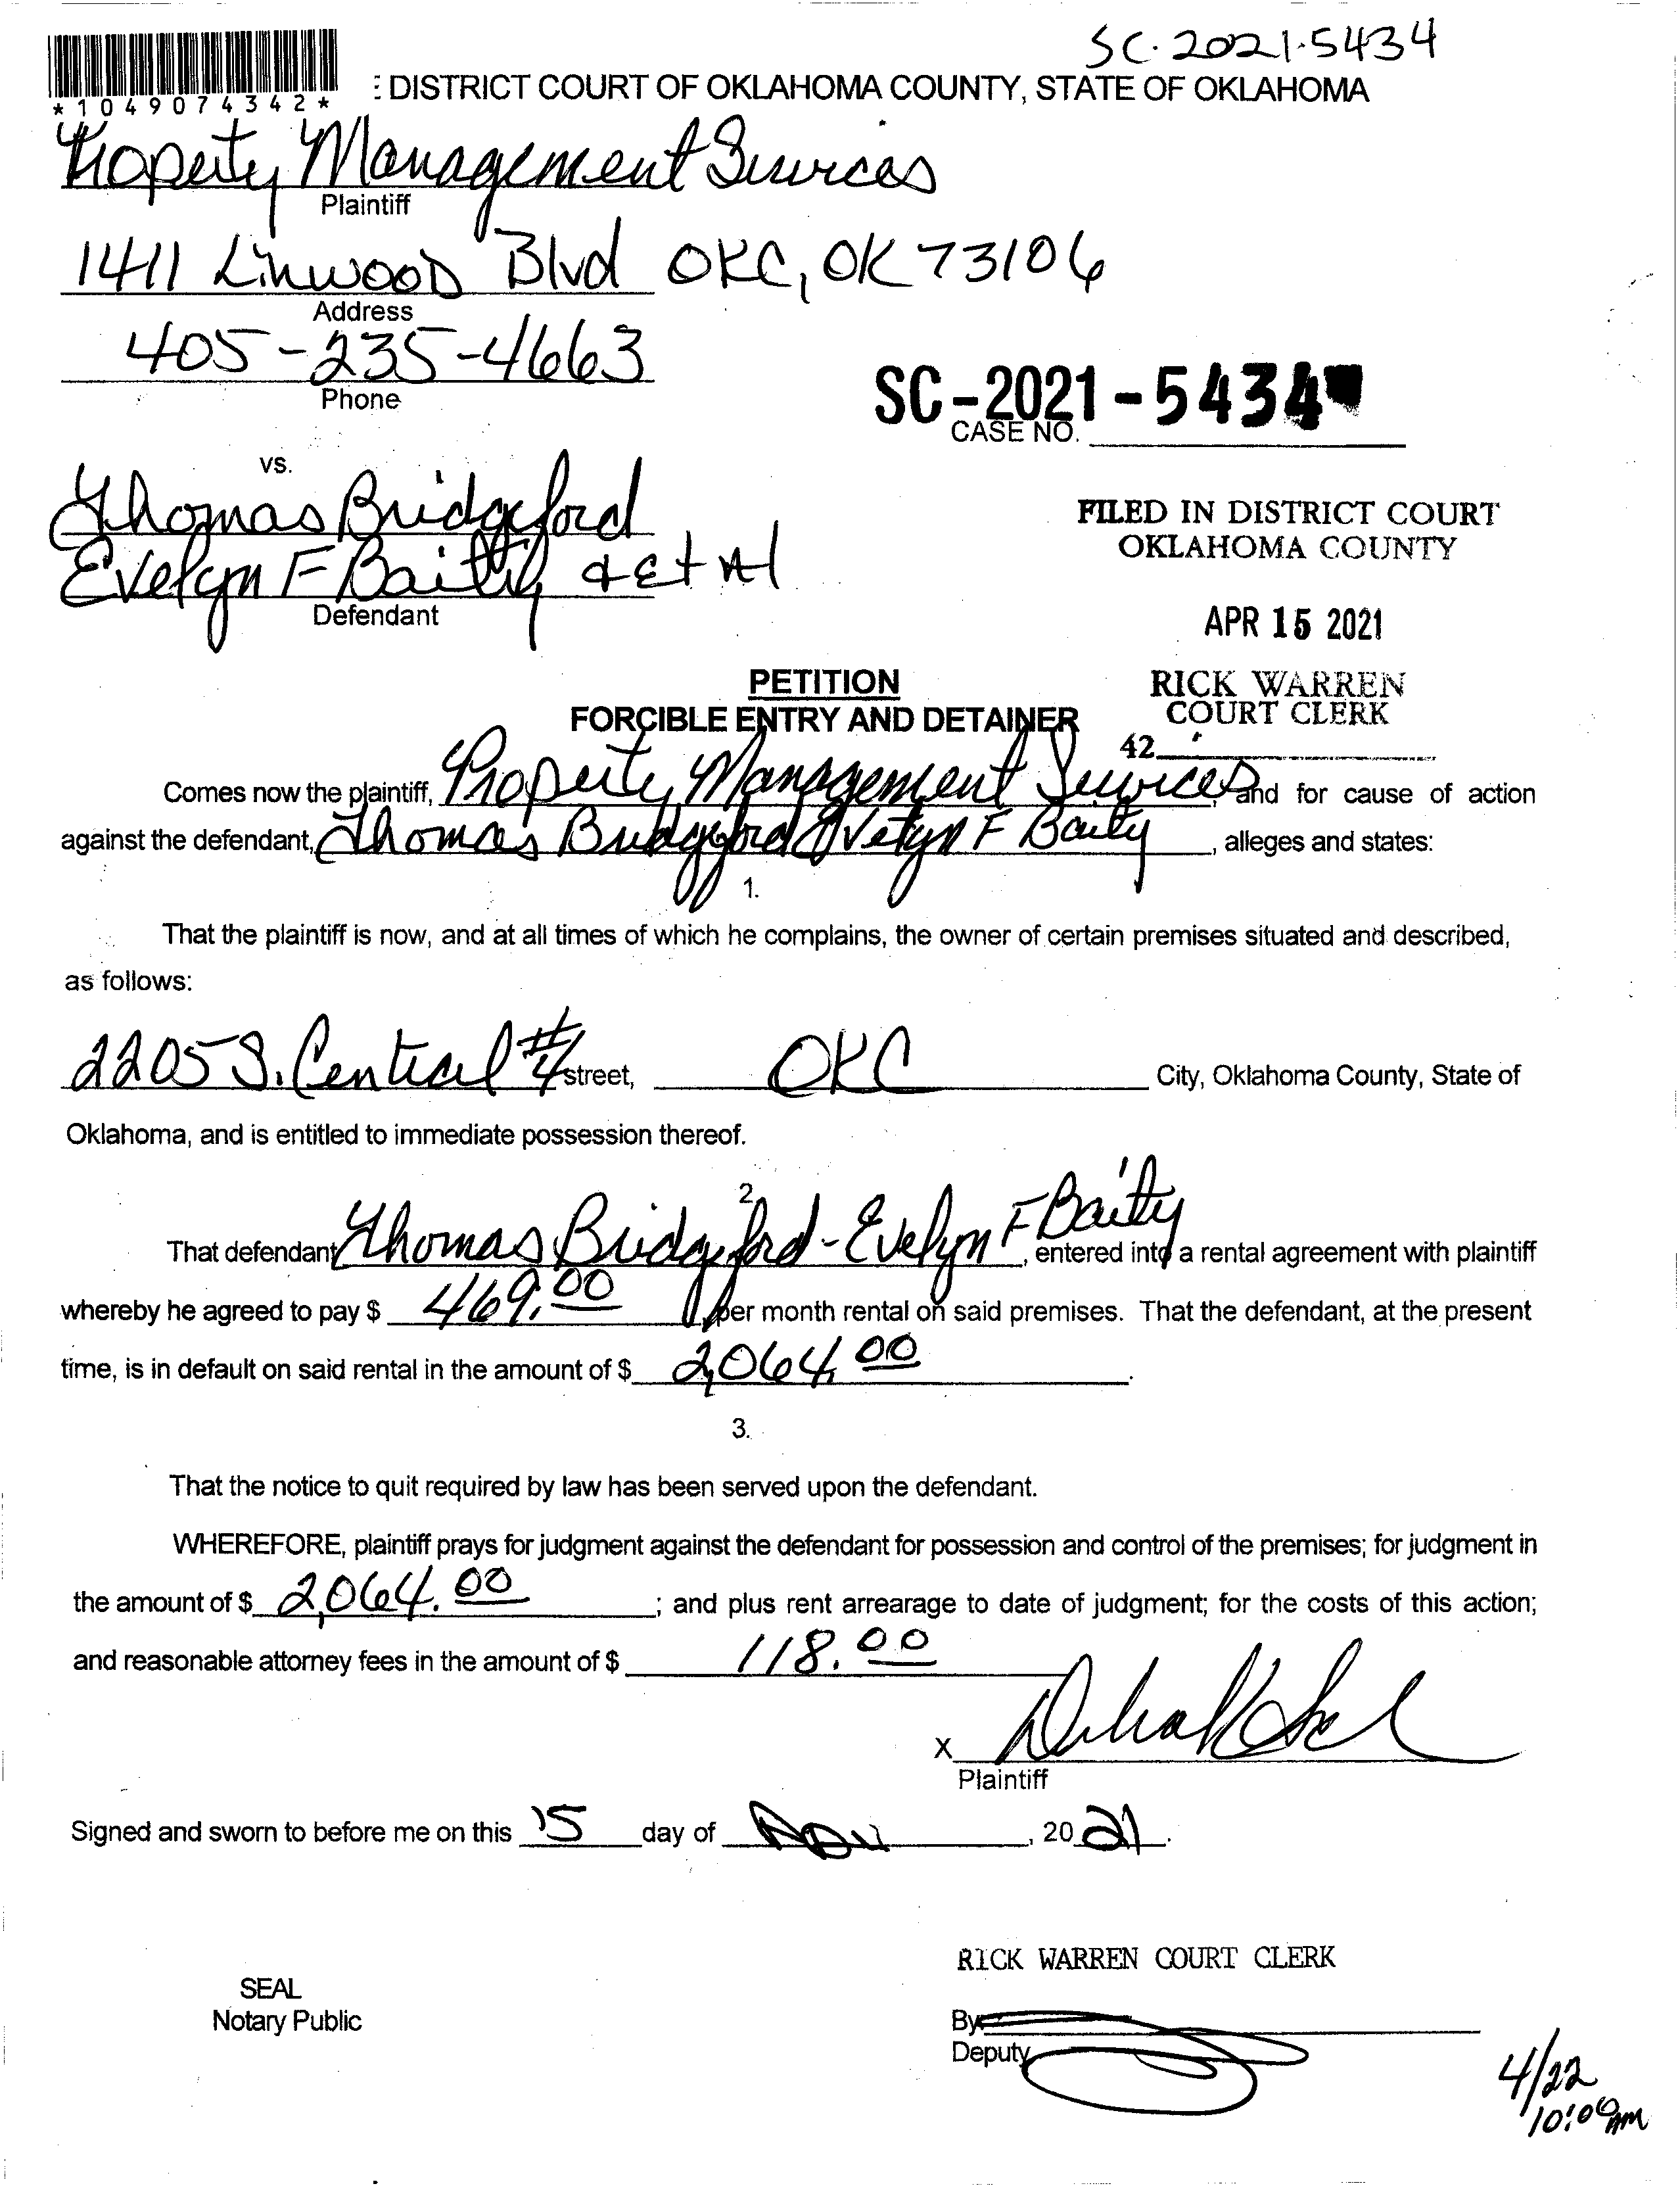 SC-2021-5434
*1049074342*
: DISTRICT COURT OF OKLAHOMA COUNTY, STATE OF OKLAHOMA
Property Management Services
Plaintiff
1411 Linwood Blvd OKC, OK 73106
Address
405-235-4663
Phone
SC-2021-5434
CASE NO.
vs.
Thomas Bridgeford
Evelyn F Baitty & Et Al
Defendant
FILED IN DISTRICT COURT
OKLAHOMA COUNTY
APR 15 2021
RICK WARREN
COURT CLERK
42
PETITION
FORCIBLE ENTRY AND DETAINER
Comes now the plaintiff, Property Management Services, and for cause of action
against the defendant, Thomas Bridgeford Evelyn F Baity, alleges and states:
1.
That the plaintiff is now, and at all times of which he complains, the owner of certain premises situated and described,
as follows:
2205 S. Central #4 street, OKC City, Oklahoma County, State of
Oklahoma, and is entitled to immediate possession thereof.
2.
That defendant Thomas Bridgeford - Evelyn F Baitty, entered into a rental agreement with plaintiff
whereby he agreed to pay $ 469.00, per month rental on said premises. That the defendant, at the present
time, is in default on said rental in the amount of $ 2,064.00.
3.
That the notice to quit required by law has been served upon the defendant.
WHEREFORE, plaintiff prays for judgment against the defendant for possession and control of the premises; for judgment in
the amount of $ 2,064.00; and plus rent arrearage to date of judgment; for the costs of this action;
and reasonable attorney fees in the amount of $ 118.00
X
Plaintiff
Signed and sworn to before me on this 15 day of , 2021.
RICK WARREN COURT CLERK
SEAL
Notary Public
By
Deputy
4/22
10:00 AM